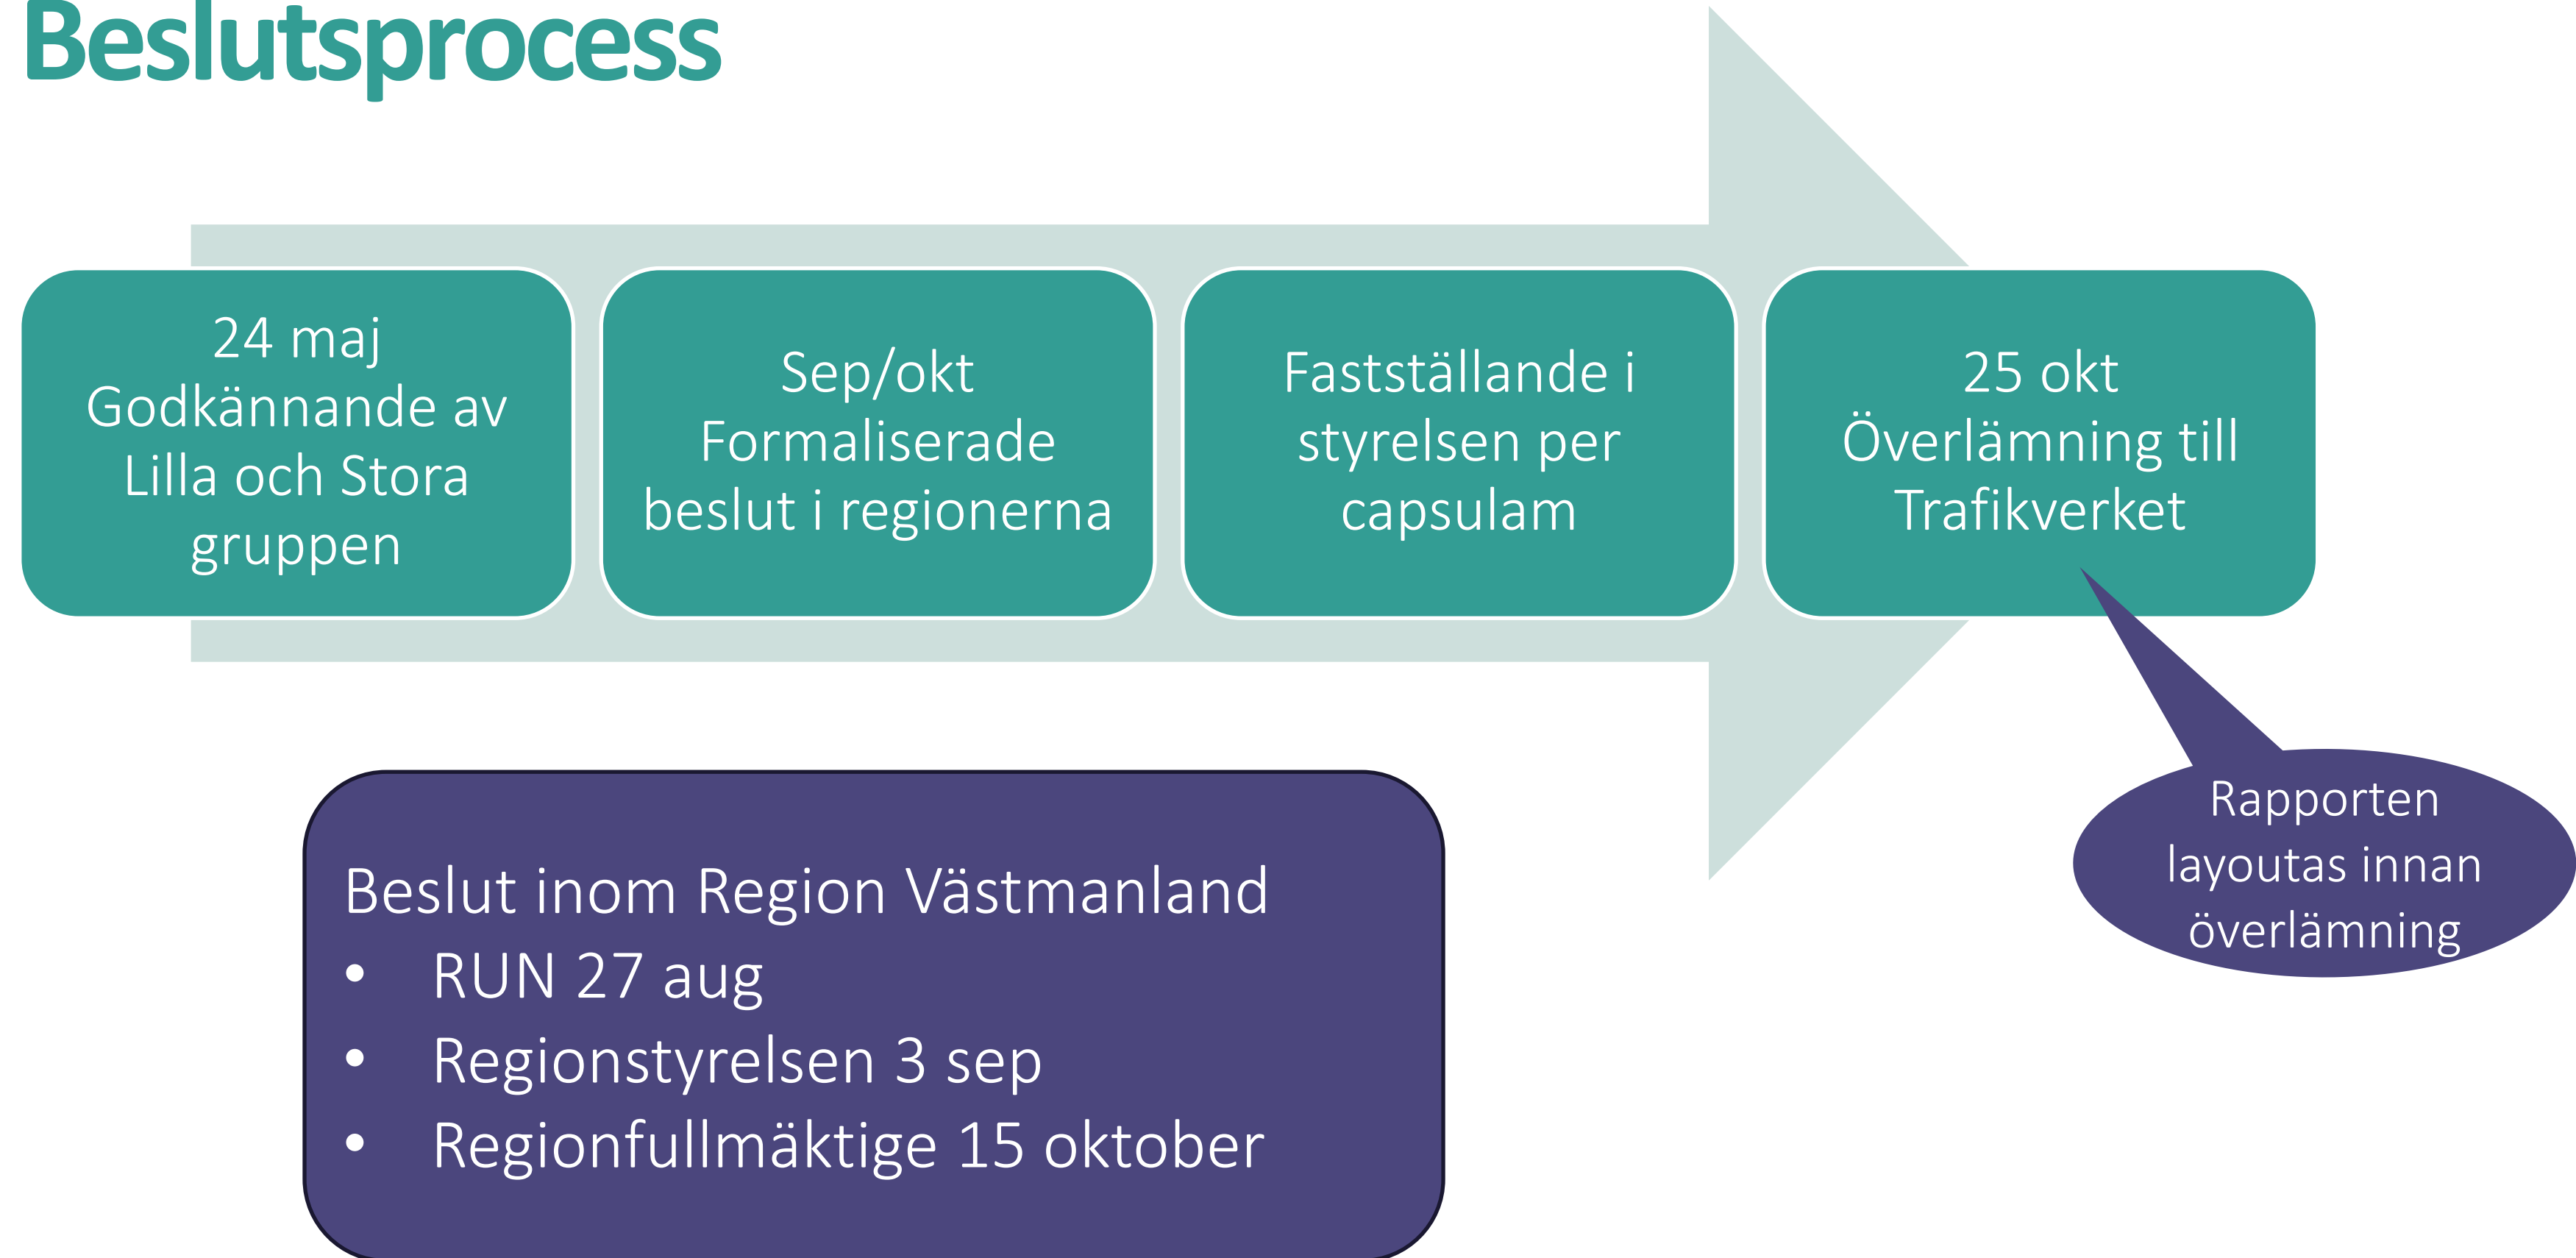 Beslutsprocess
24 maj
Godkännande av
Lilla och Stora
gruppen
Sep/okt
Formaliserade
beslut i regionerna
Fastställande i
styrelsen per
capsulam
25 okt
Överlämning till
Trafikverket
Rapporten
layoutas innan
överlämning
Beslut inom Region Västmanland
• RUN 27 aug
• Regionstyrelsen 3 sep
• Regionfullmäktige 15 oktober